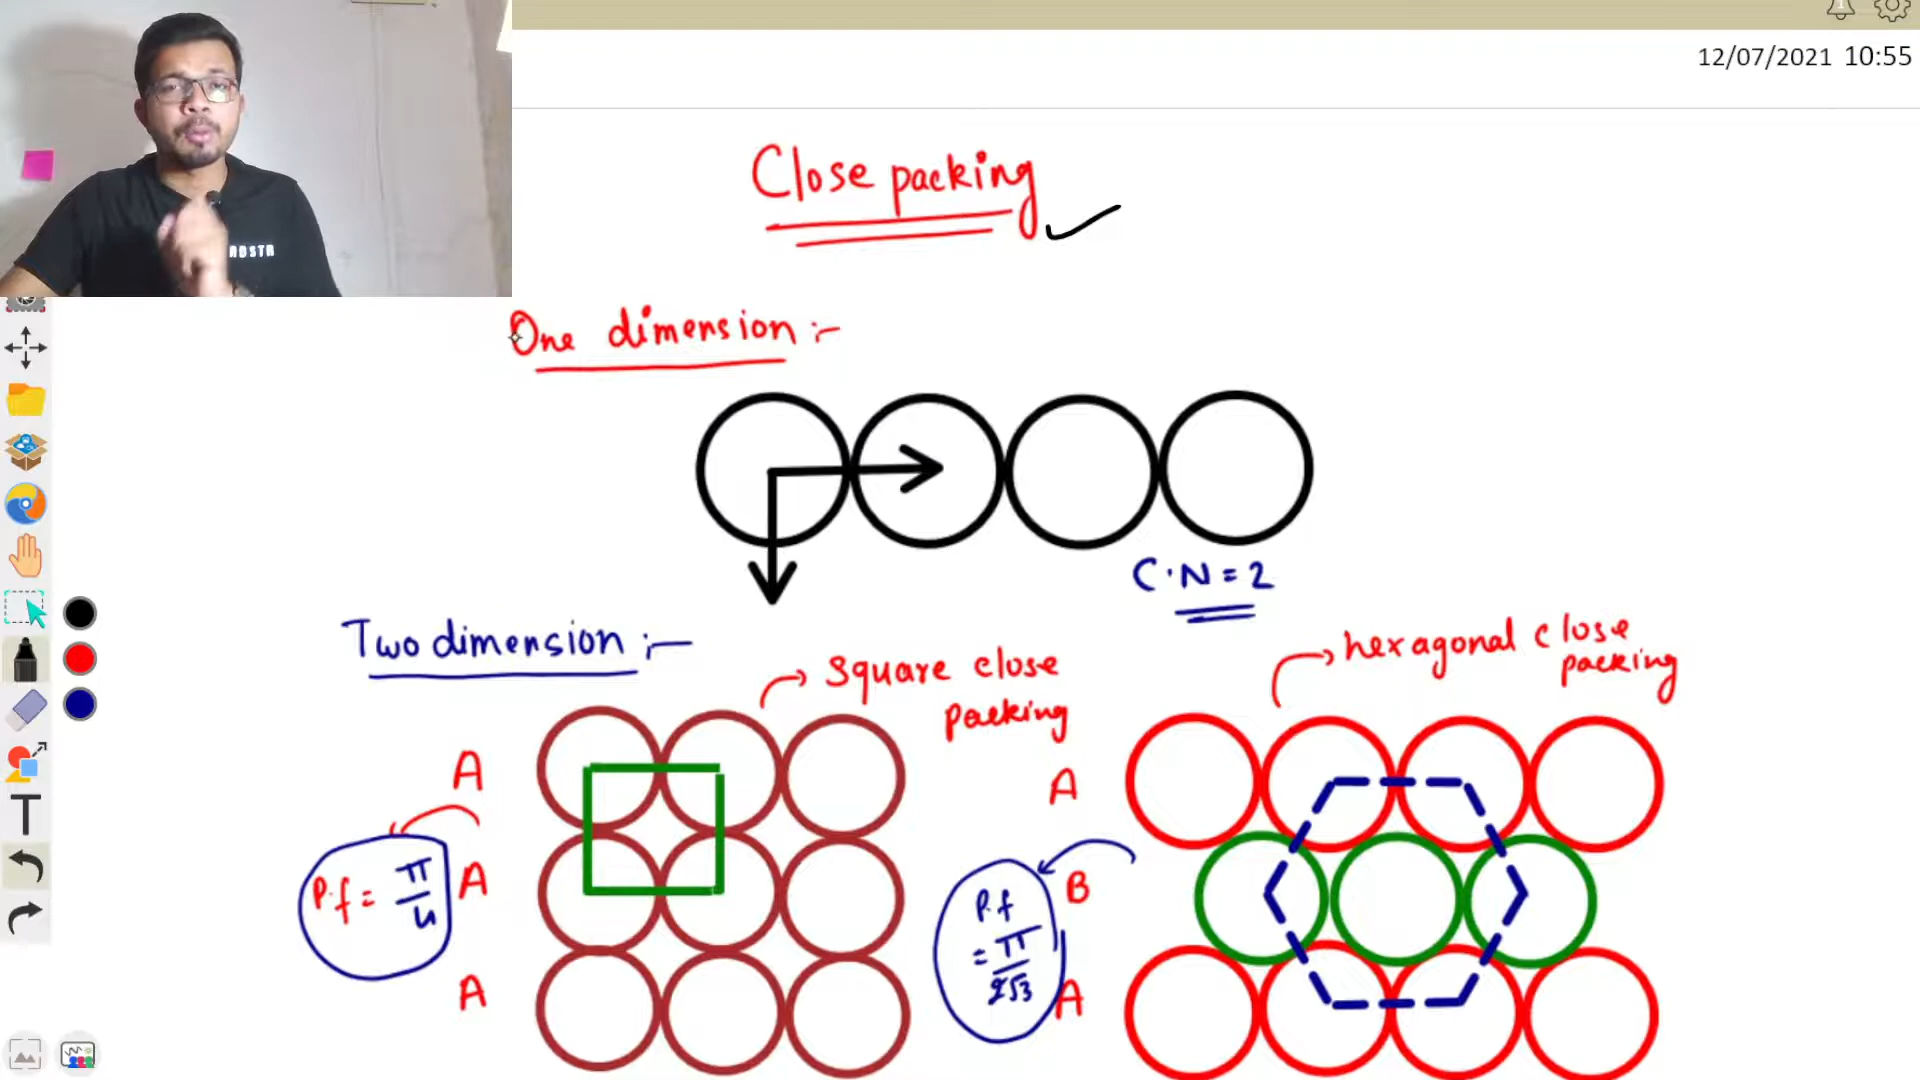 12/07/2021 10:55
Close packing
One dimension :-
C.N = 2
Two dimension :-
square close
packing
hexagonal close
packing
A
A
A
P.f = π/4
A
B
A
P.f
= π/2√3
T